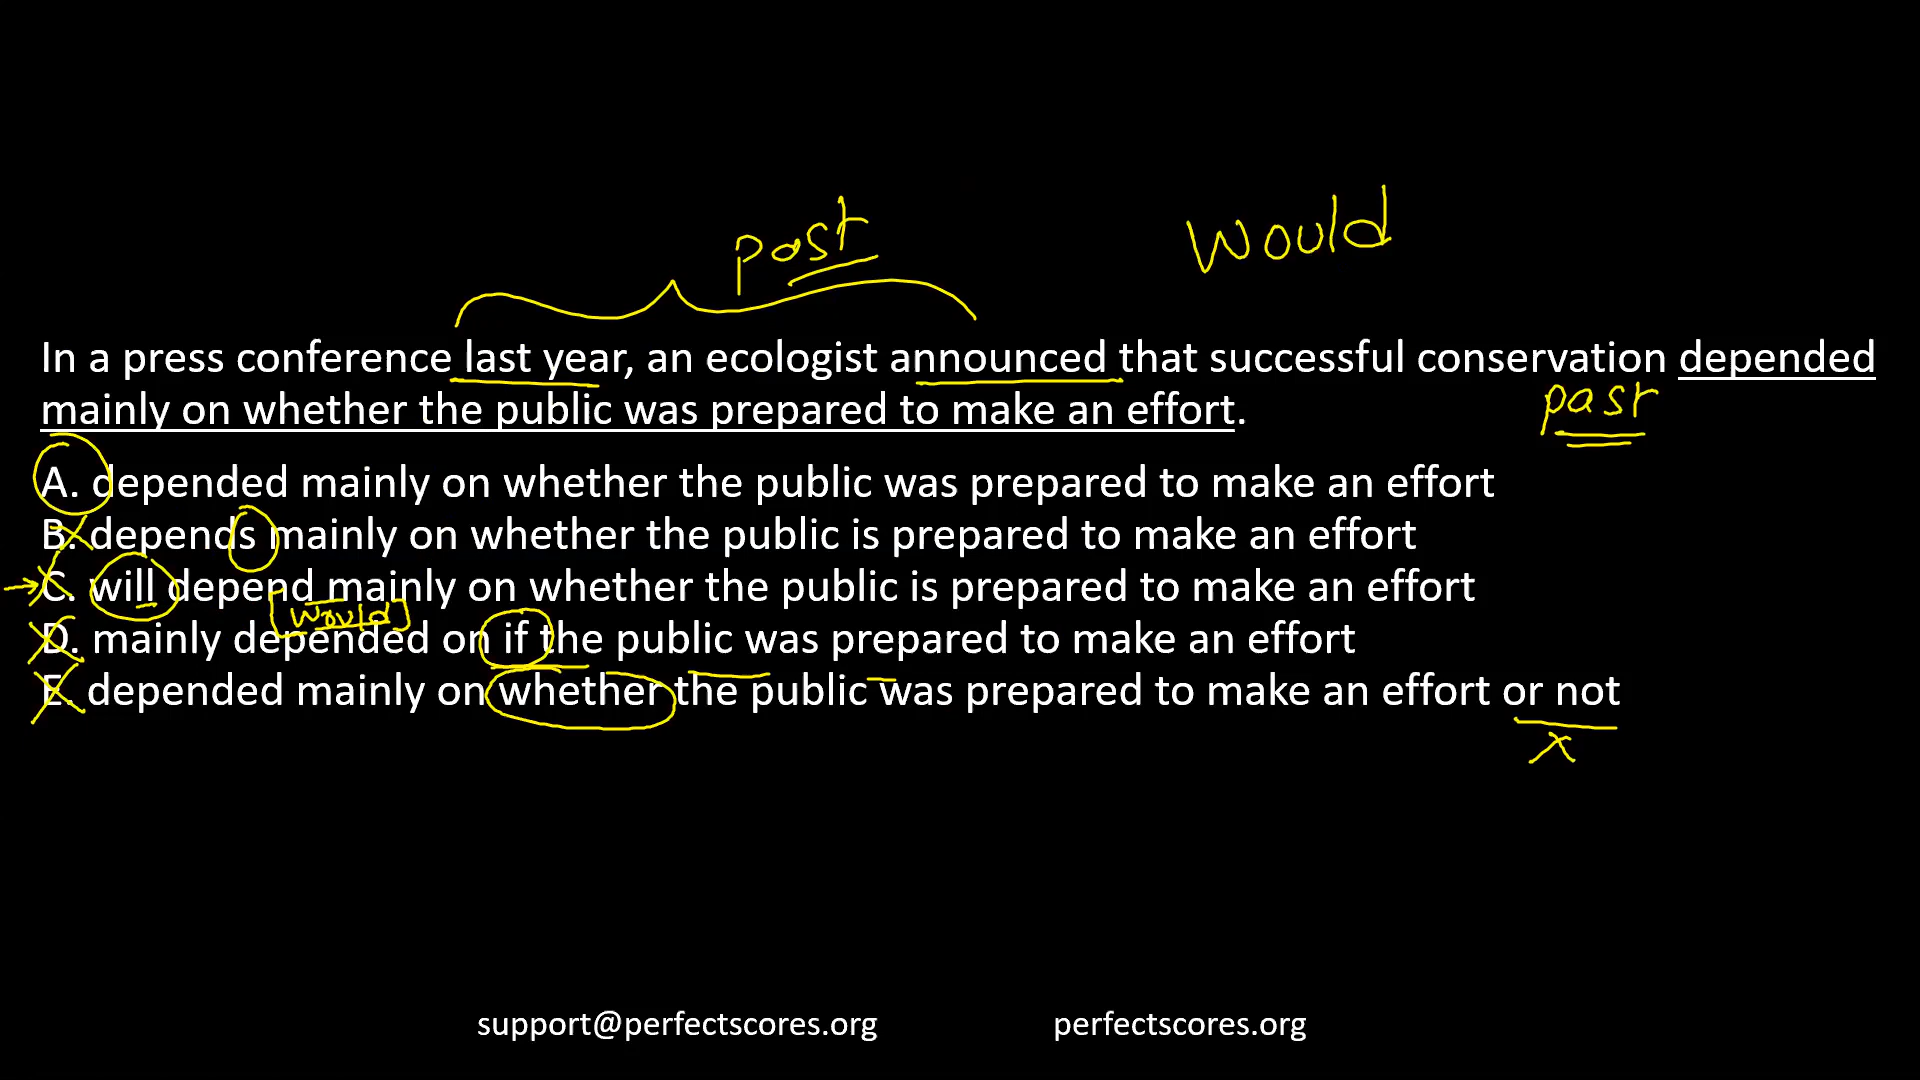 past
would
In a press conference last year, an ecologist announced that successful conservation depended
mainly on whether the public was prepared to make an effort.
past
A. depended mainly on whether the public was prepared to make an effort
B. depends mainly on whether the public is prepared to make an effort
C. will depend mainly on whether the public is prepared to make an effort
[would]
D. mainly depended on if the public was prepared to make an effort
E. depended mainly on whether the public was prepared to make an effort or not
x
support@perfectscores.org
perfectscores.org